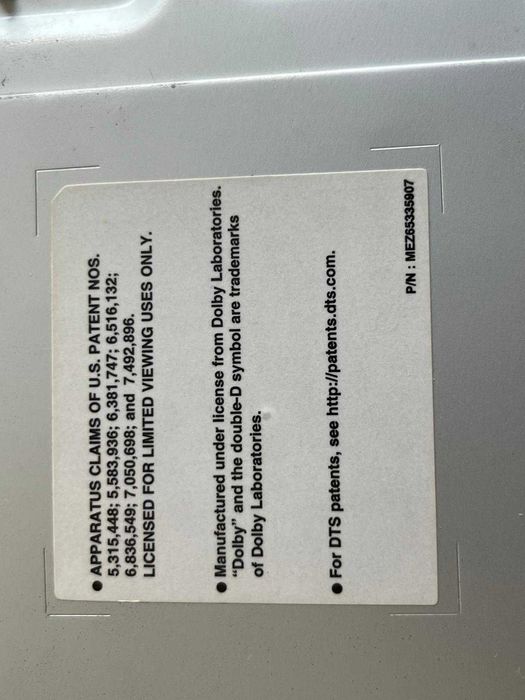 ● APPARATUS CLAIMS OF U.S. PATENT NOS.
5,315,448; 5,583,936; 6,381,747; 6,516,132;
6,836,549; 7,050,698; and 7,492,896.
LICENSED FOR LIMITED VIEWING USES ONLY.
● Manufactured under license from Dolby Laboratories.
“Dolby” and the double-D symbol are trademarks
of Dolby Laboratories.
● For DTS patents, see http://patents.dts.com.
P/N : MEZ65335907